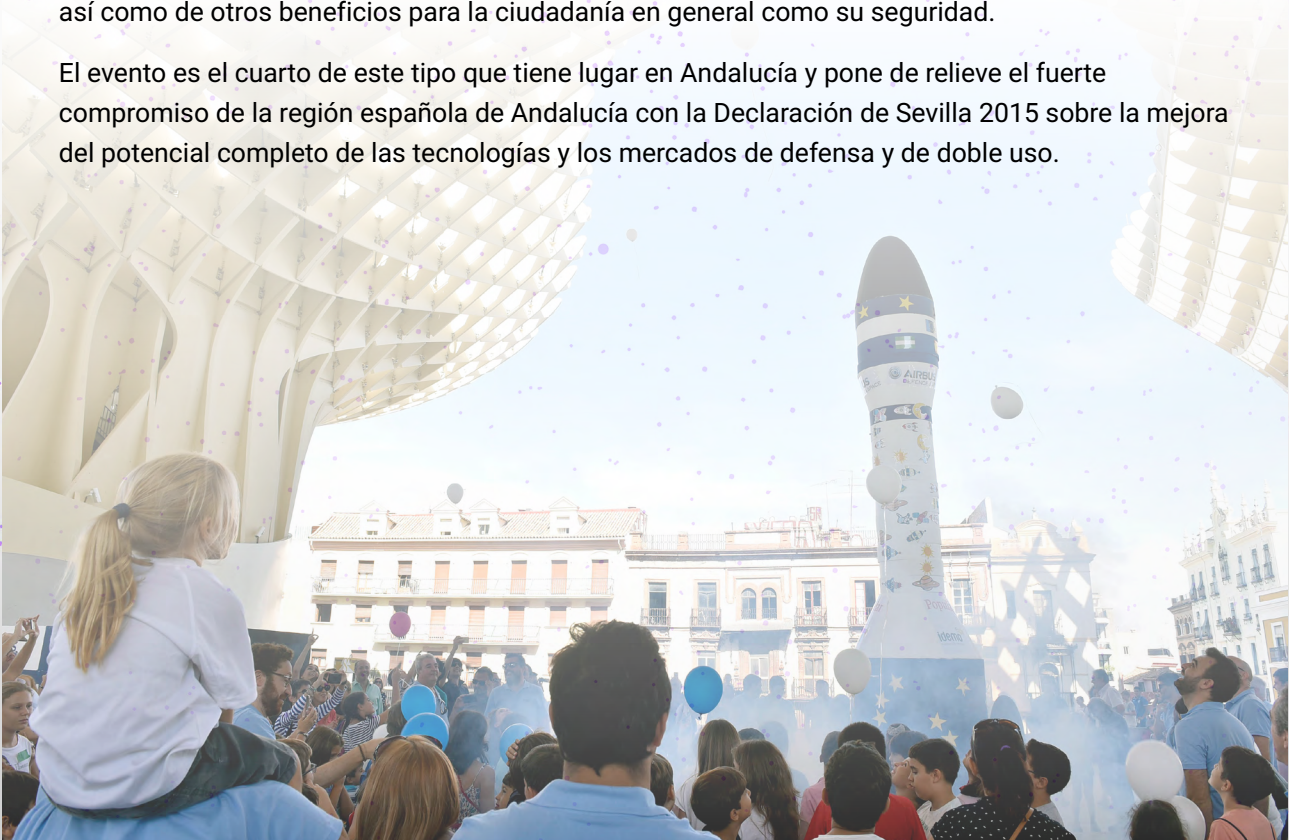 así como de otros beneficios para la ciudadanía en general como su seguridad.
El evento es el cuarto de este tipo que tiene lugar en Andalucía y pone de relieve el fuerte
compromiso de la región española de Andalucía con la Declaración de Sevilla 2015 sobre la mejora
del potencial completo de las tecnologías y los mercados de defensa y de doble uso.